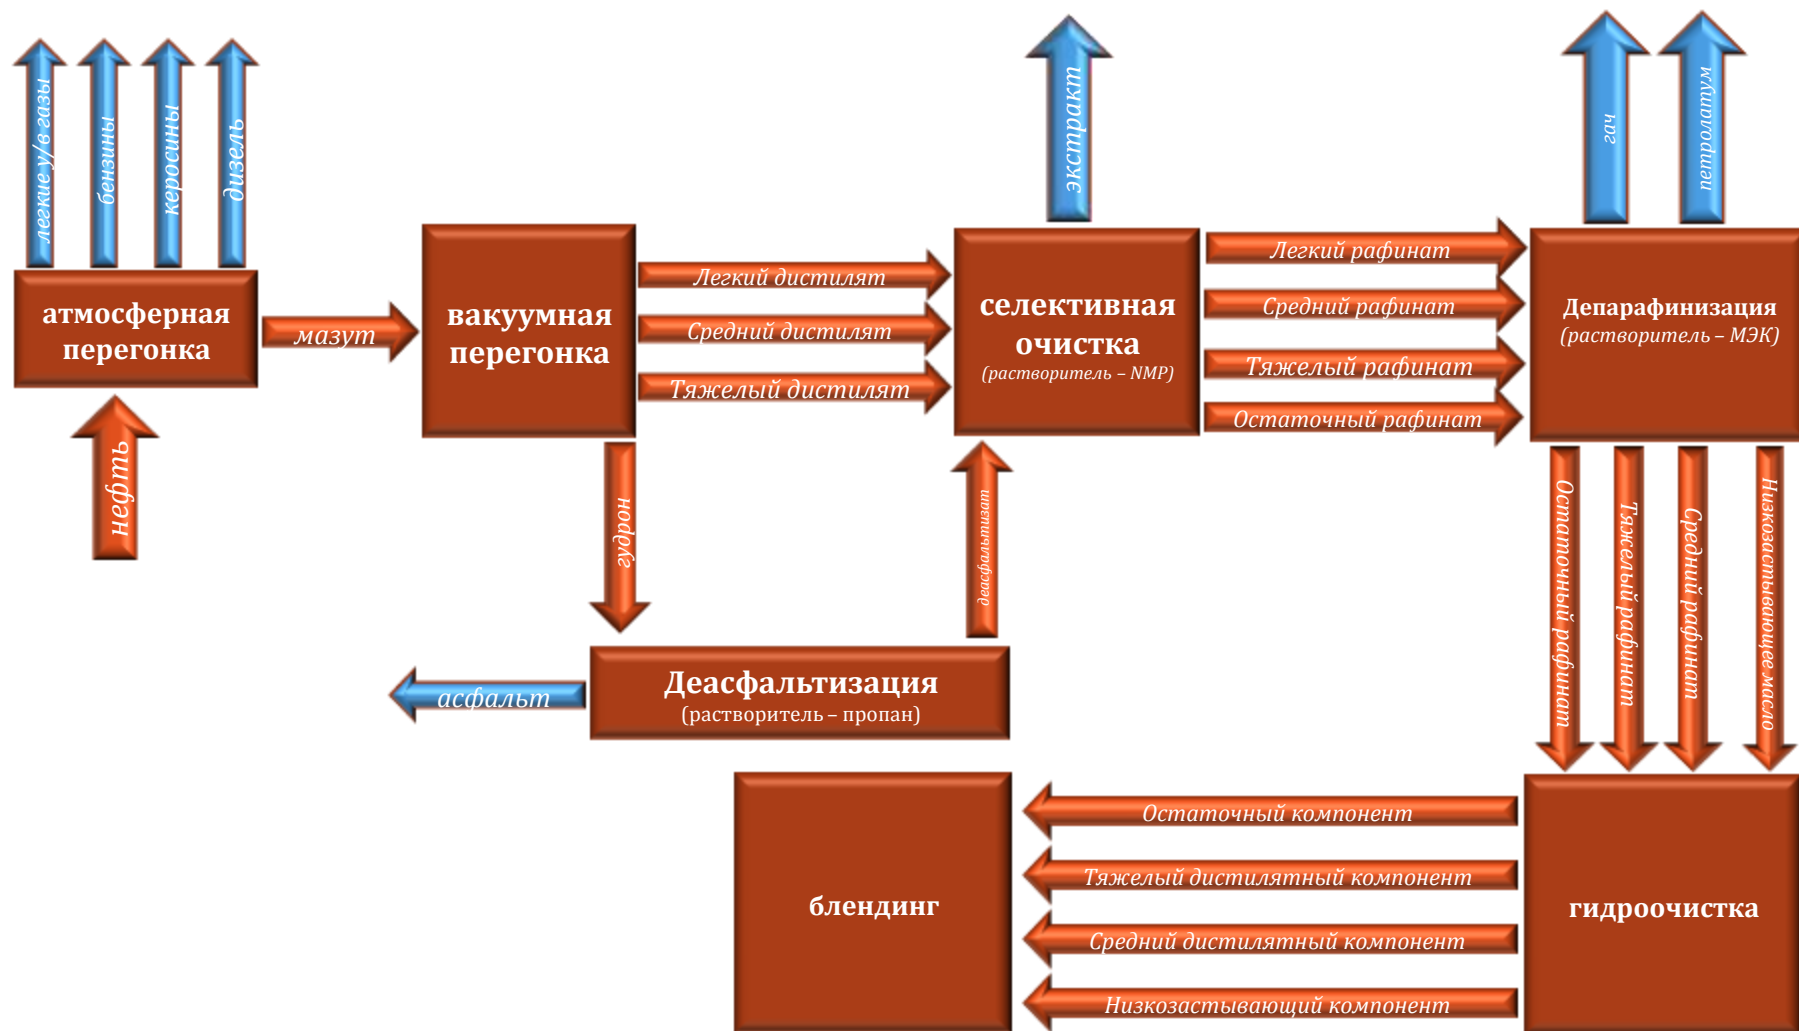 легкие у/в газы
бензины
керосины
дизель
экстракт
гач
петролатум
атмосферная
перегонка
мазут
нефть
вакуумная
перегонка
Легкий дистилят
Средний дистилят
Тяжелый дистилят
селективная
очистка
(растворитель – NMP)
Легкий рафинат
Средний рафинат
Тяжелый рафинат
Остаточный рафинат
Депарафинизация
(растворитель – МЭК)
гудрон
деасфальтизат
Остаточный рафинат
Тяжелый рафинат
Средний рафинат
Низкозастывающее масло
асфальт
Деасфальтизация
(растворитель – пропан)
блендинг
Остаточный компонент
Тяжелый дистилятный компонент
Средний дистилятный компонент
Низкозастывающий компонент
гидроочистка